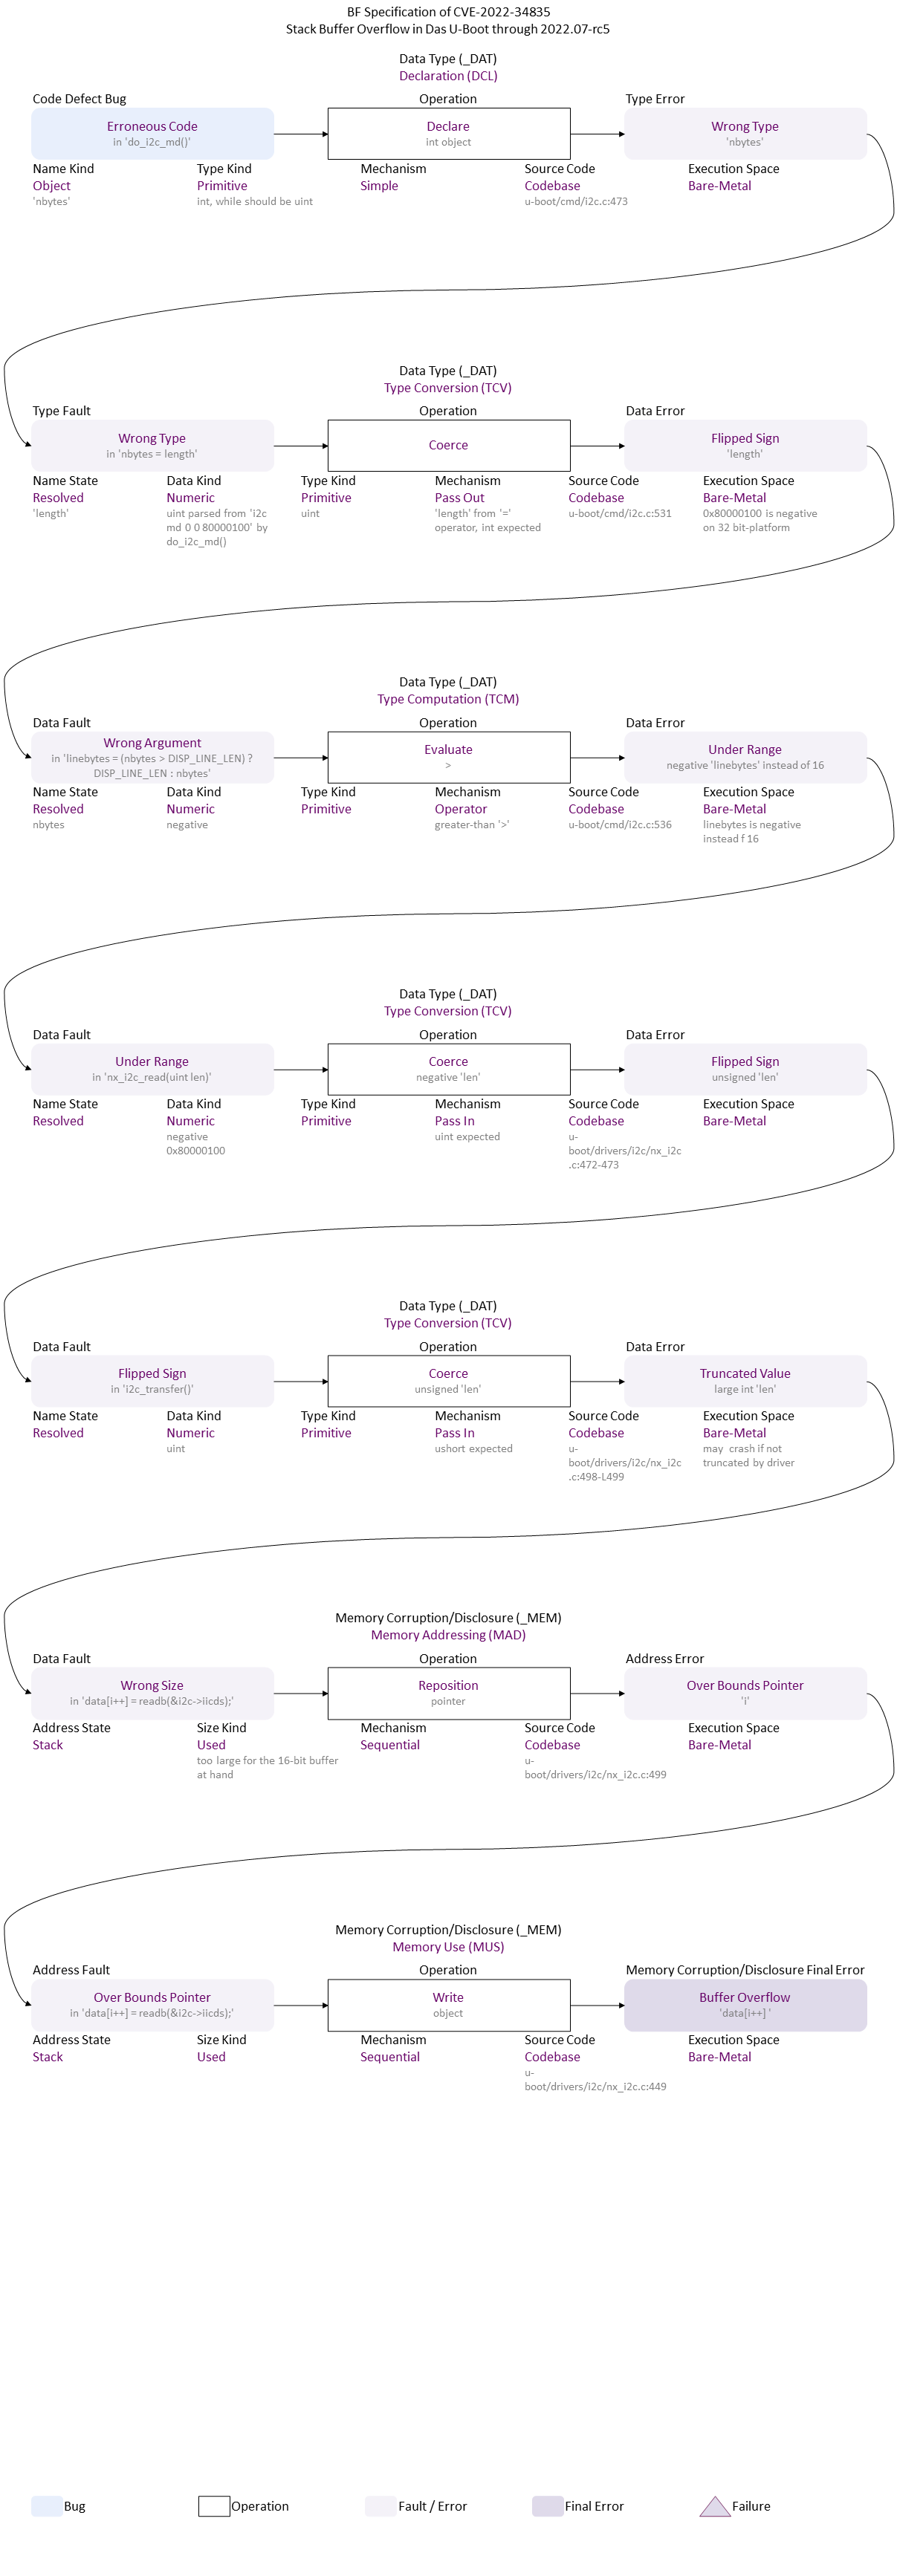 BF Specification of CVE-2022-34835
Stack Buffer Overflow in Das U-Boot through 2022.07-rc5
Data Type (_DAT)
Declaration (DCL)
Code Defect Bug
Operation
Type Error
Erroneous Code
in 'do_i2c_md()'
Declare
int object
Wrong Type
'nbytes'
Name Kind
Type Kind
Mechanism
Source Code
Execution Space
Object
Primitive
Simple
Codebase
Bare-Metal
'nbytes'
int, while should be uint
u-boot/cmd/i2c.c:473
Data Type (_DAT)
Type Conversion (TCV)
Type Fault
Operation
Data Error
Wrong Type
in 'nbytes = length'
Coerce
Flipped Sign
'length'
Name State
Data Kind
Type Kind
Mechanism
Source Code
Execution Space
Resolved
Numeric
Primitive
Pass Out
Codebase
Bare-Metal
'length'
uint parsed from 'i2c
md 0 0 80000100' by
do_i2c_md()
uint
'length' from '='
operator, int expected
u-boot/cmd/i2c.c:531
0x80000100 is negative
on 32 bit-platform
Data Type (_DAT)
Type Computation (TCM)
Data Fault
Operation
Data Error
Wrong Argument
in 'linebytes = (nbytes > DISP_LINE_LEN) ?
DISP_LINE_LEN : nbytes'
Evaluate
>
Under Range
negative 'linebytes' instead of 16
Name State
Data Kind
Type Kind
Mechanism
Source Code
Execution Space
Resolved
Numeric
Primitive
Operator
Codebase
Bare-Metal
nbytes
negative
greater-than '>'
u-boot/cmd/i2c.c:536
linebytes is negative
instead f 16
Data Type (_DAT)
Type Conversion (TCV)
Data Fault
Operation
Data Error
Under Range
in 'nx_i2c_read(uint len)'
Coerce
negative 'len'
Flipped Sign
unsigned 'len'
Name State
Data Kind
Type Kind
Mechanism
Source Code
Execution Space
Resolved
Numeric
Primitive
Pass In
Codebase
Bare-Metal
negative
0x80000100
uint expected
u-
boot/drivers/i2c/nx_i2c
.c:472-473
Data Type (_DAT)
Type Conversion (TCV)
Data Fault
Operation
Data Error
Flipped Sign
in 'i2c_transfer()'
Coerce
unsigned 'len'
Truncated Value
large int 'len'
Name State
Data Kind
Type Kind
Mechanism
Source Code
Execution Space
Resolved
Numeric
Primitive
Pass In
Codebase
Bare-Metal
uint
ushort expected
u-
boot/drivers/i2c/nx_i2c
.c:498-L499
may crash if not
truncated by driver
Memory Corruption/Disclosure (_MEM)
Memory Addressing (MAD)
Data Fault
Operation
Address Error
Wrong Size
in 'data[i++] = readb(&i2c->iicds);'
Reposition
pointer
Over Bounds Pointer
'i'
Address State
Size Kind
Mechanism
Source Code
Execution Space
Stack
Used
Sequential
Codebase
Bare-Metal
too large for the 16-bit buffer
at hand
u-
boot/drivers/i2c/nx_i2c.c:499
Memory Corruption/Disclosure (_MEM)
Memory Use (MUS)
Address Fault
Operation
Memory Corruption/Disclosure Final Error
Over Bounds Pointer
in 'data[i++] = readb(&i2c->iicds);'
Write
object
Buffer Overflow
'data[i++] '
Address State
Size Kind
Mechanism
Source Code
Execution Space
Stack
Used
Sequential
Codebase
Bare-Metal
u-
boot/drivers/i2c/nx_i2c.c:449
Bug
Operation
Fault / Error
Final Error
Failure